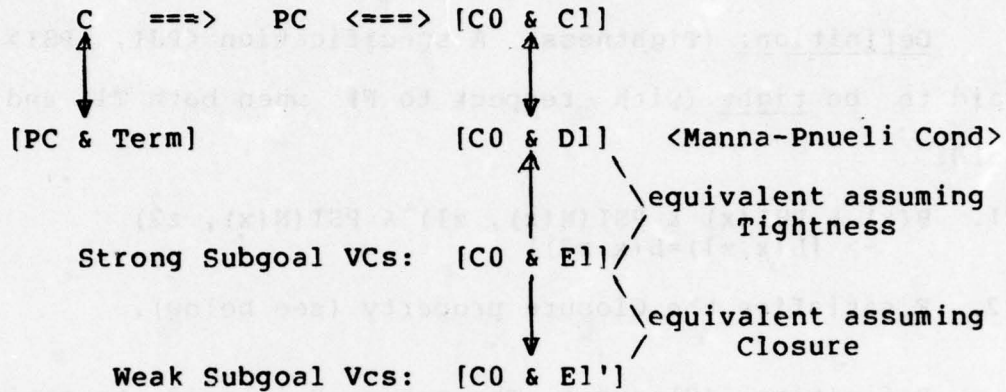 C ===> PC <===> [C0 & C1]
[PC & Term] [C0 & D1] <Manna-Pnueli Cond>
equivalent assuming
Tightness
Strong Subgoal VCs: [C0 & E1]
equivalent assuming
Closure
Weak Subgoal Vcs: [C0 & E1']